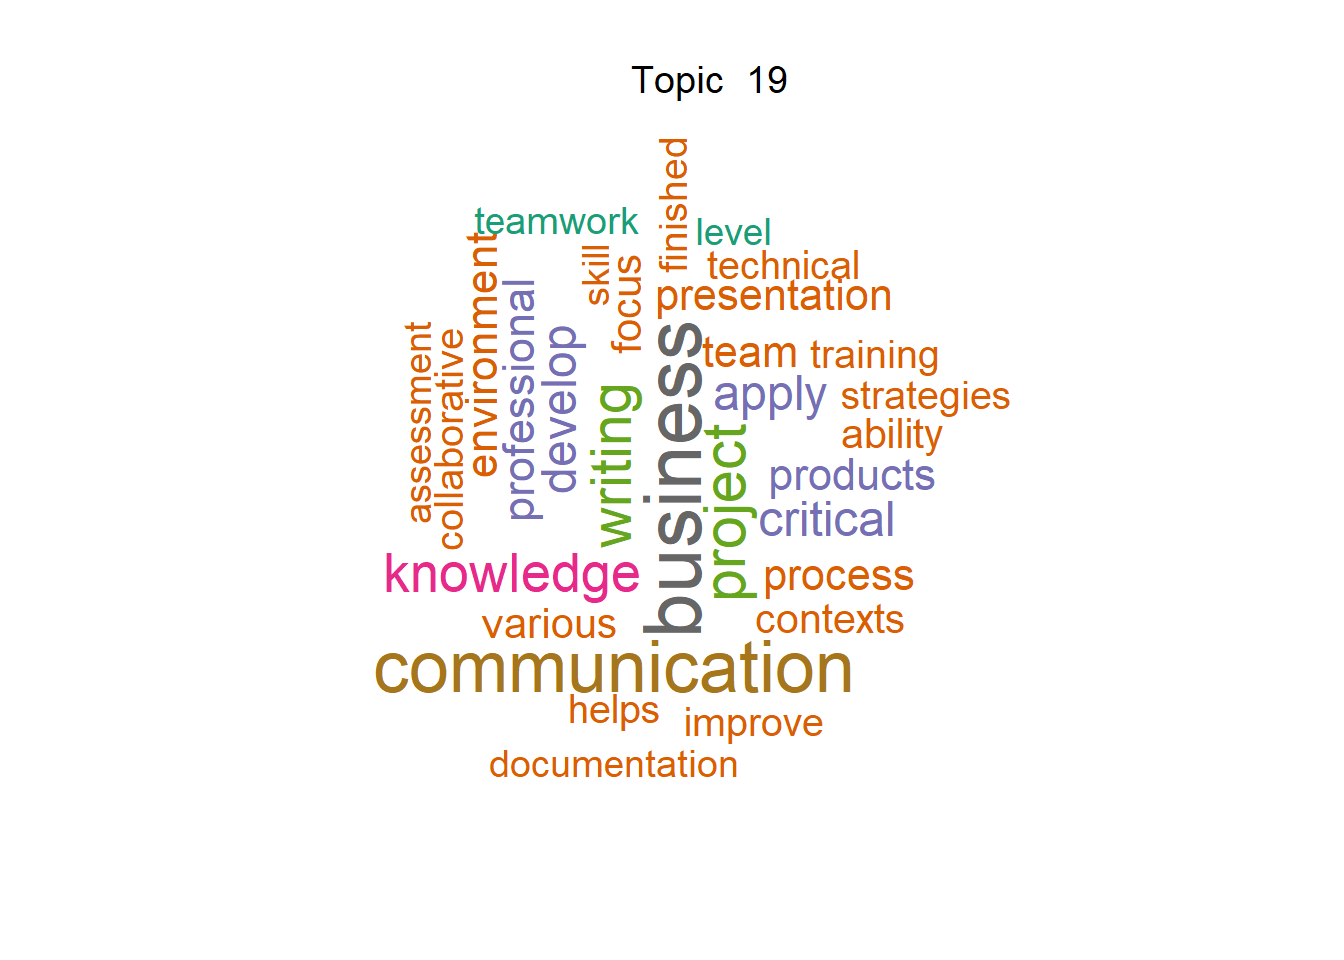 Topic 19
finished
teamwork
level
skill
focus
technical
environment
presentation
professional
assessment
collaborative
develop
business
team
training
writing
apply
strategies
project
ability
products
critical
knowledge
process
various
contexts
communication
helps
improve
documentation